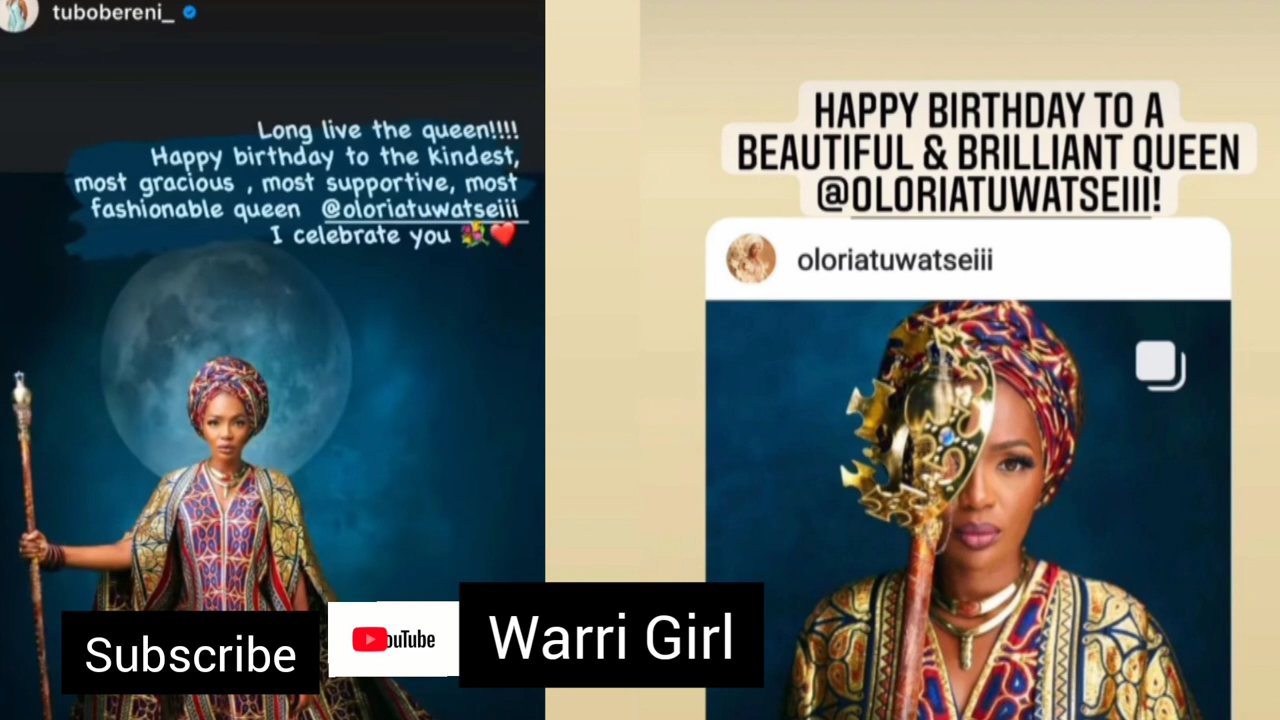 tubobereni_
Long live the queen!!!!
Happy birthday to the kindest,
most gracious , most supportive, most
fashionable queen @oloriatuwatseiii
I celebrate you
HAPPY BIRTHDAY TO A
BEAUTIFUL & BRILLIANT QUEEN
@OLORIATUWATSEIII!
oloriatuwatseiii
Subscribe
ouTube
Warri Girl